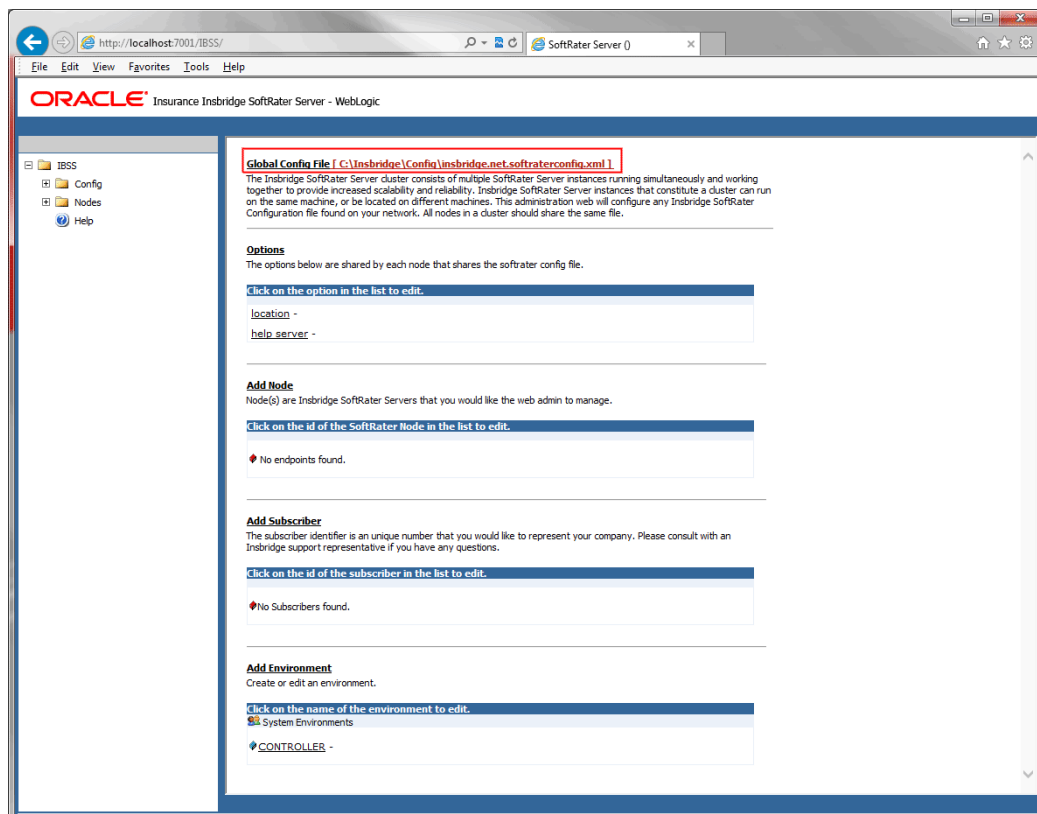 http://localhost:7001/IBSS/
SoftRater Server ()
File Edit View Favorites Tools Help
ORACLE Insurance Insbridge SoftRater Server - WebLogic
IBSS
Config
Nodes
Help
Global Config File [ C:\Insbridge\Config\insbridge.net.softraterconfig.xml ]
The Insbridge SoftRater Server cluster consists of multiple SoftRater Server instances running simultaneously and working
together to provide increased scalability and reliability. Insbridge SoftRater Server instances that constitute a cluster can run
on the same machine, or be located on different machines. This administration web will configure any Insbridge SoftRater
Configuration file found on your network. All nodes in a cluster should share the same file.
Options
The options below are shared by each node that shares the softrater config file.
Click on the option in the list to edit.
location -
help server -
Add Node
Node(s) are Insbridge SoftRater Servers that you would like the web admin to manage.
Click on the id of the SoftRater Node in the list to edit.
No endpoints found.
Add Subscriber
The subscriber identifier is an unique number that you would like to represent your company. Please consult with an
Insbridge support representative if you have any questions.
Click on the id of the subscriber in the list to edit.
No Subscribers found.
Add Environment
Create or edit an environment.
Click on the name of the environment to edit.
System Environments
CONTROLLER -